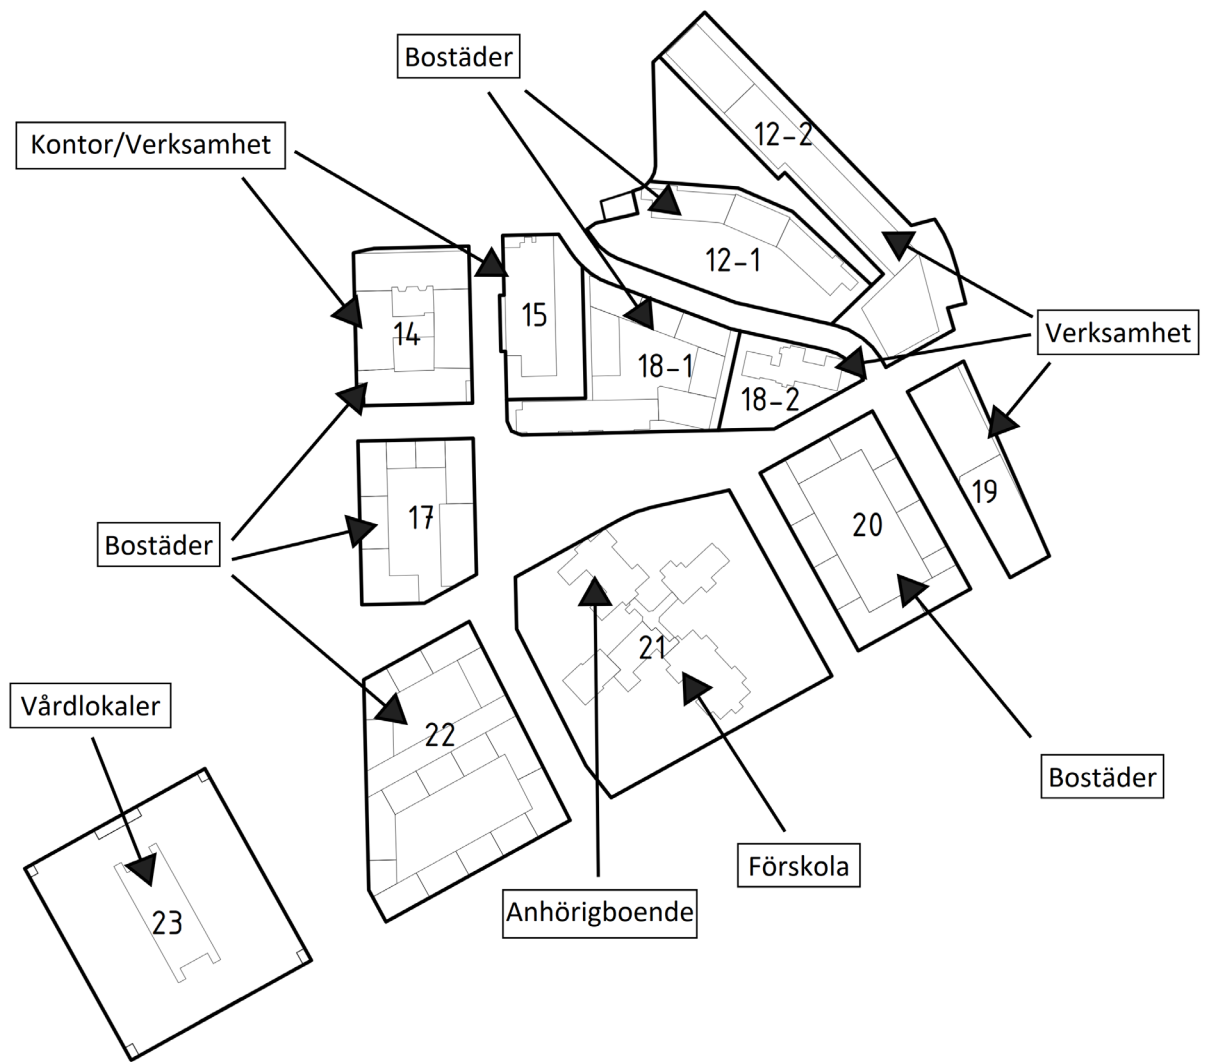 Bostäder
12-2
Kontor/Verksamhet
12-1
15
14
Verksamhet
18-1
18-2
19
17
20
Bostäder
21
Vårdlokaler
22
Bostäder
Förskola
Anhörigboende
23